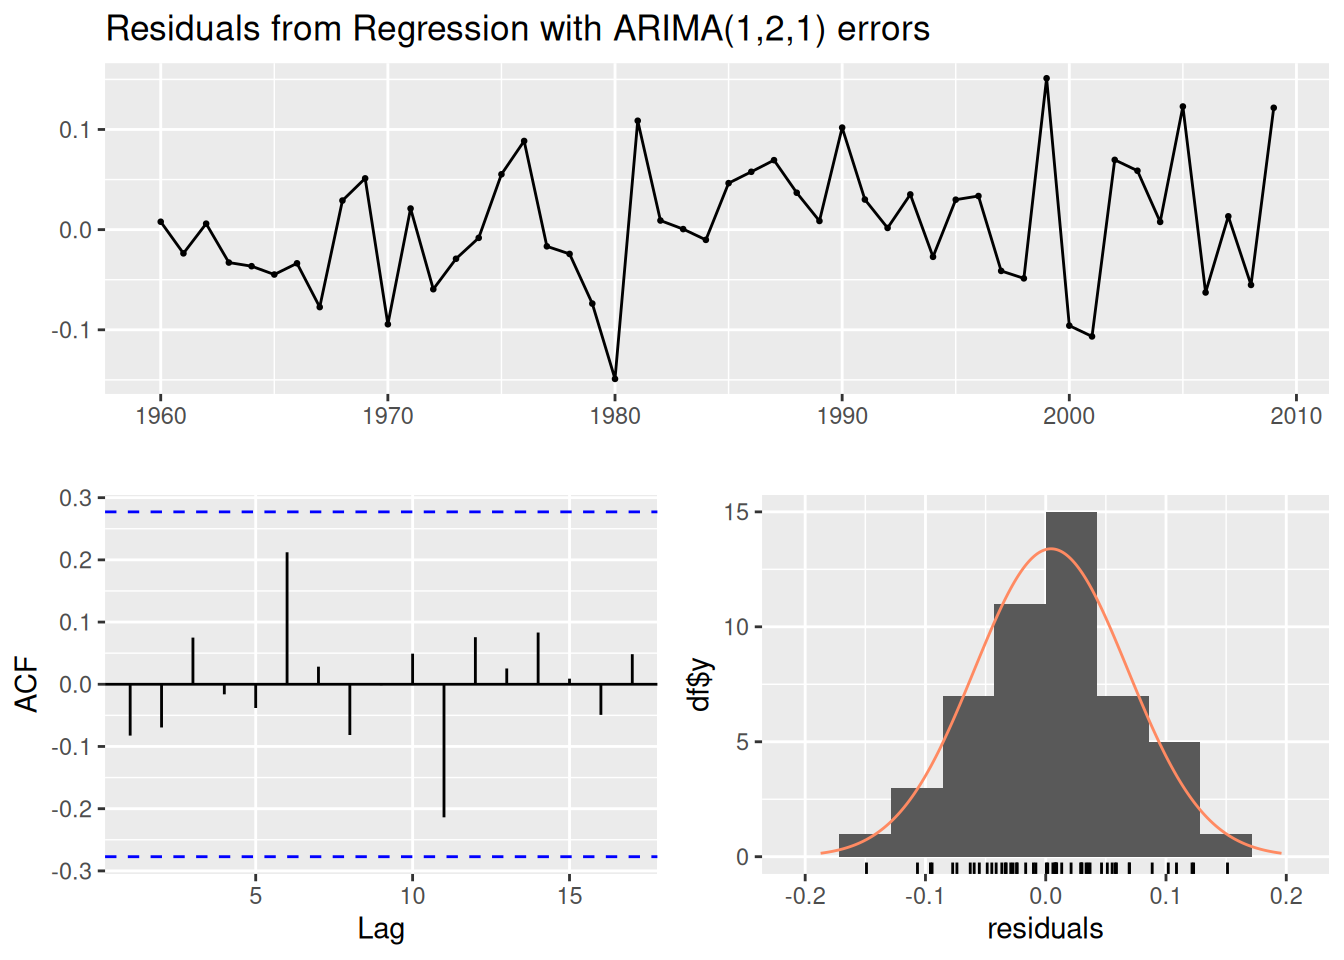 Residuals from Regression with ARIMA(1,2,1) errors
0.1
0.0
-0.1
1960 1970 1980 1990 2000 2010
0.3
0.2
0.1
0.0
-0.1
-0.2
-0.3
ACF
5 10 15
Lag
15
10
5
0
df$y
-0.2 -0.1 0.0 0.1 0.2
residuals